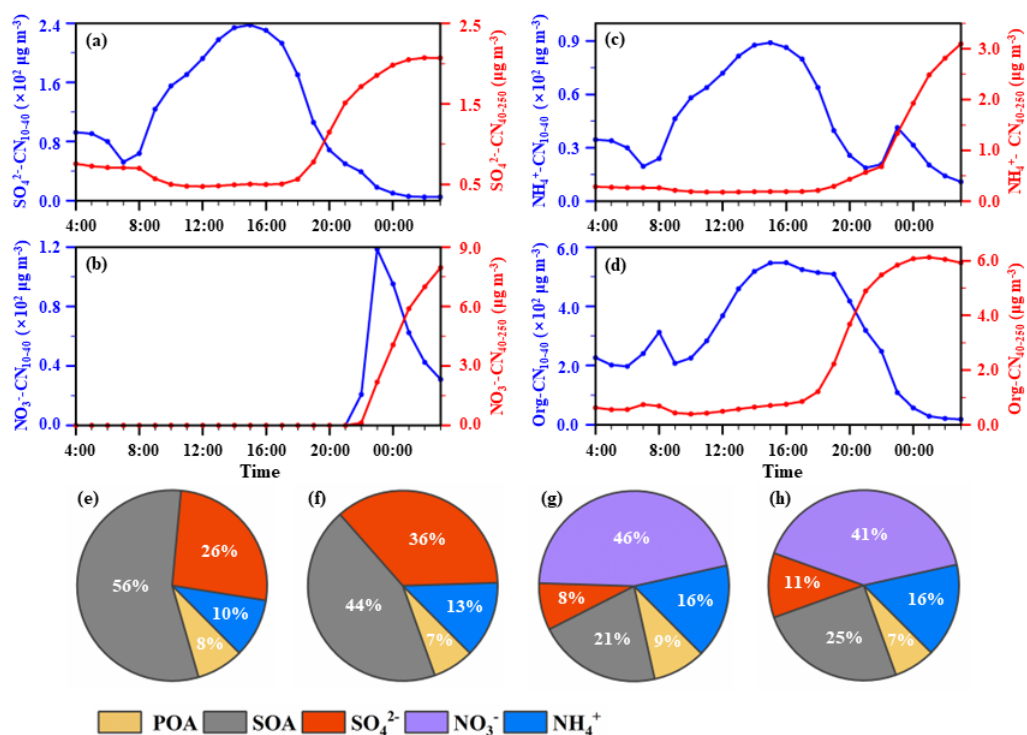 (a)
SO₄²⁻-CN₁₀₋₄₀ (×10² μg m⁻³)
2.4
1.6
0.8
0.0
2.5
1.5
0.5
SO₄²⁻-CN₄₀₋₂₅₀ (μg m⁻³)
4:00 8:00 12:00 16:00 20:00 00:00
(c)
NH₄⁺-CN₁₀₋₄₀ (×10² μg m⁻³)
0.9
0.6
0.3
0.0
3.0
2.0
1.0
0.0
NH₄⁺- CN₄₀₋₂₅₀ (μg m⁻³)
4:00 8:00 12:00 16:00 20:00 00:00
(b)
NO₃⁻-CN₁₀₋₄₀ (×10² μg m⁻³)
1.2
0.8
0.4
0.0
9.0
6.0
3.0
0.0
NO₃⁻-CN₄₀₋₂₅₀ (μg m⁻³)
4:00 8:00 12:00 16:00 20:00 00:00
Time
(d)
Org-CN₁₀₋₄₀ (×10² μg m⁻³)
6.0
4.0
2.0
0.0
6.0
4.0
2.0
0.0
Org-CN₄₀₋₂₅₀ (μg m⁻³)
4:00 8:00 12:00 16:00 20:00 00:00
Time
(e)
26%
56%
10%
8%
(f)
36%
44%
13%
7%
(g)
46%
8%
16%
21%
9%
(h)
41%
11%
16%
25%
7%
POA SOA SO₄²⁻ NO₃⁻ NH₄⁺